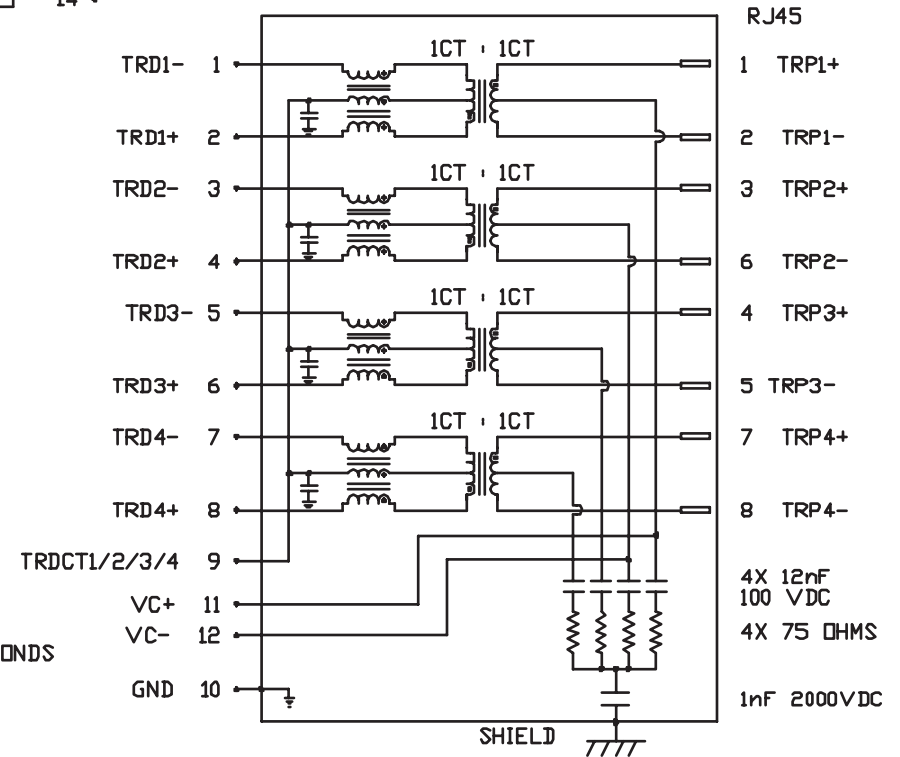 14
RJ45
1CT : 1CT
TRD1- 1
1 TRP1+
TRD1+ 2
2 TRP1-
1CT : 1CT
TRD2- 3
3 TRP2+
TRD2+ 4
6 TRP2-
1CT : 1CT
TRD3- 5
4 TRP3+
TRD3+ 6
5 TRP3-
1CT : 1CT
TRD4- 7
7 TRP4+
TRD4+ 8
8 TRP4-
TRDCT1/2/3/4 9
4X 12nF
100 VDC
VC+ 11
VC- 12
4X 75 OHMS
ONDS
GND 10
1nF 2000VDC
SHIELD